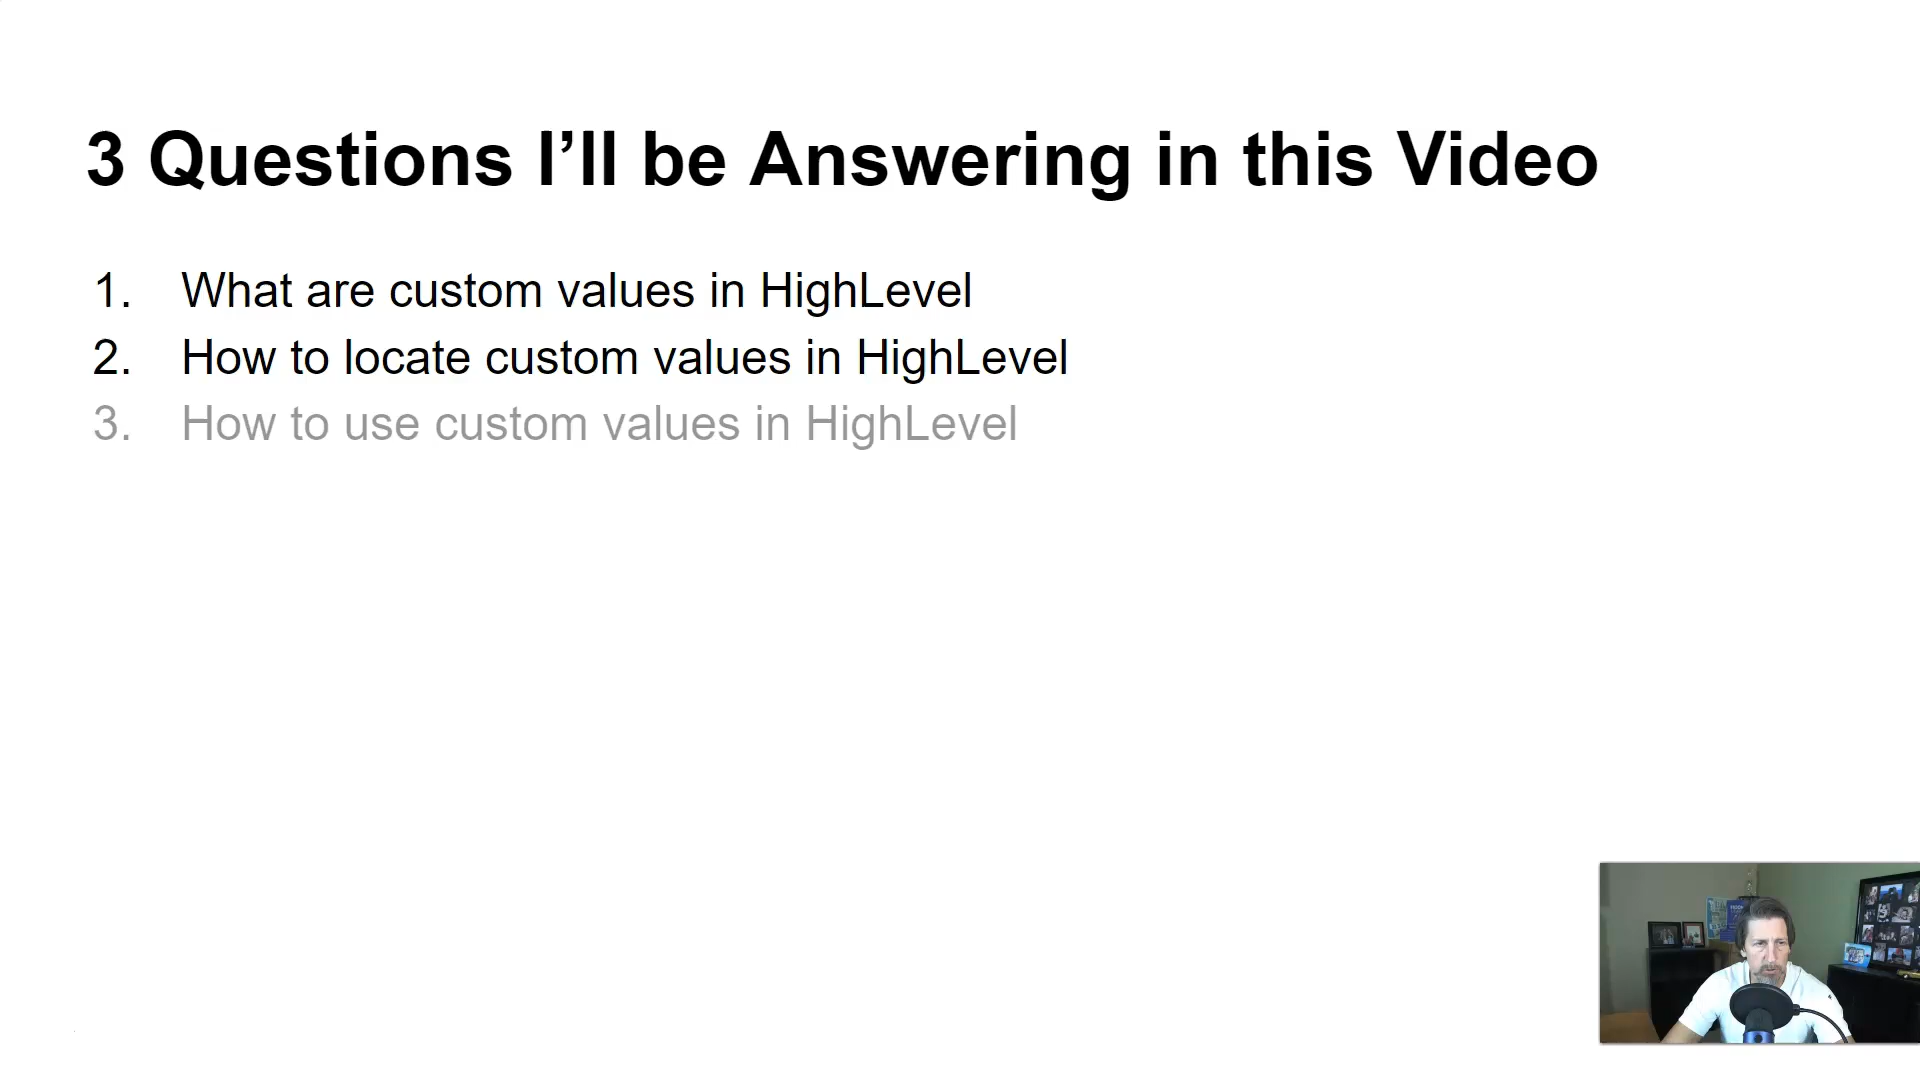 3 Questions I’ll be Answering in this Video
1. What are custom values in HighLevel
2. How to locate custom values in HighLevel
3. How to use custom values in HighLevel